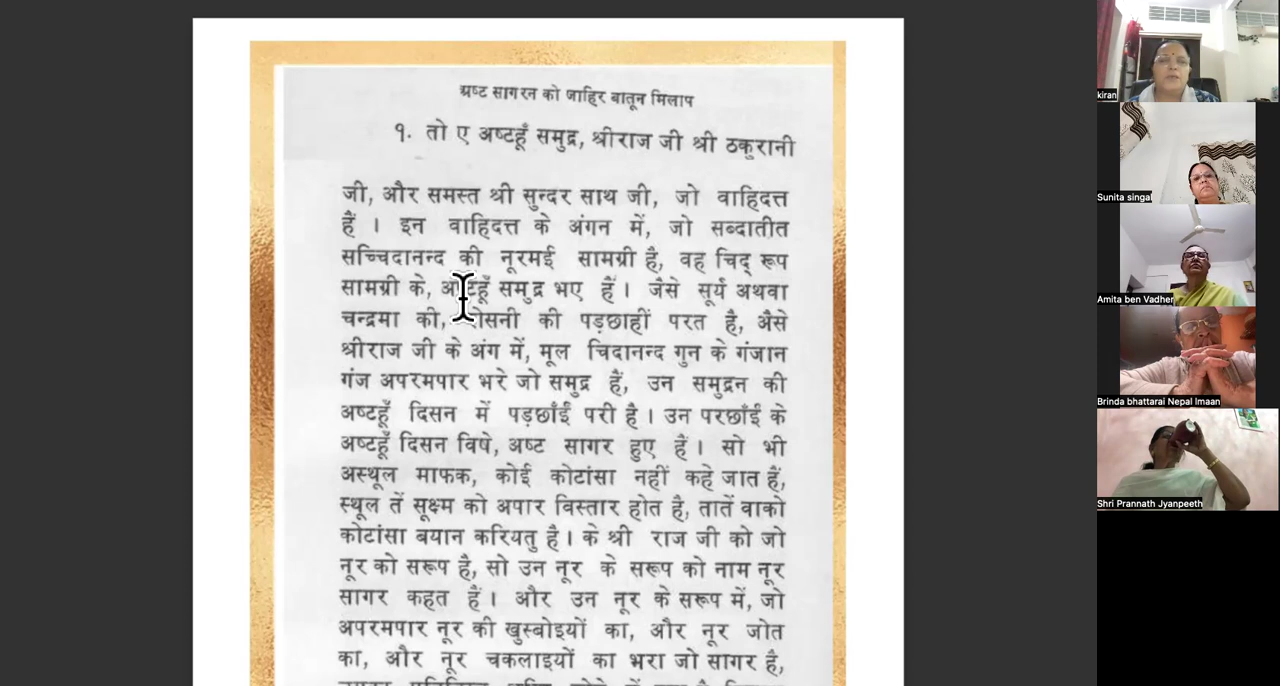 अष्ट सागरन को जाहिर बातून मिलाप
१. तो ए अष्टहूँ समुद्र, श्रीराज जी श्री ठकुरानी
जी, और समस्त श्री सुन्दर साथ जी, जो वाहिदत्त
हैं । इन वाहिदत्त के अंगन में, जो सब्दातीत
सच्चिदानन्द की नूरमई सामग्री है, वह चिद् रूप
सामग्री के, समुद्र भए हैं । जैसे सूर्य अथवा
चन्द्रमा की, की पड़छाहीं परत है, अैसे
श्रीराज जी के अंग में, मूल चिदानन्द गुन के गंजान
गंज अपरमपार भरे जो समुद्र हैं, उन समुद्रन की
अष्टहूँ दिसन में पड़छाँईं परी है । उन परछाँईं के
अष्टहूँ दिसन विषे, अष्ट सागर हुए हैं । सो भी
अस्थूल माफक, कोई कोटांसा नहीं कहे जात हैं,
स्थूल तें सूक्ष्म को अपार विस्तार होत है, तातें वाको
कोटांसा बयान करियतु है । के श्री राज जी को जो
नूर को सरूप है, सो उन नूर के सरूप को नाम नूर
सागर कहत हैं । और उन नूर के सरूप में, जो
अपरमपार नूर की खुस्बोइयों का, और नूर जोत
का, और नूर चकलाइयों का भरा जो सागर है,
kiran
Sunita singal
Amita ben Vadher
Brinda bhattarai Nepal Imaan
Shri Prannath Jyanpeeth